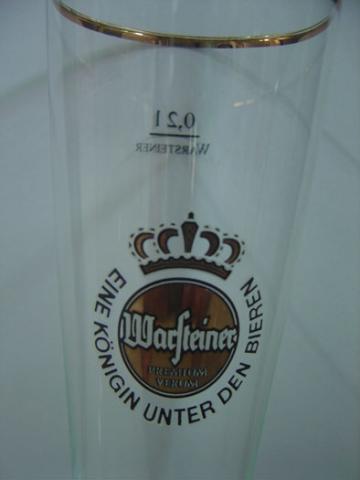 0,2 l
WARSTEINER
Warsteiner
PREMIUM
VERUM
EINE KÖNIGIN UNTER DEN BIEREN